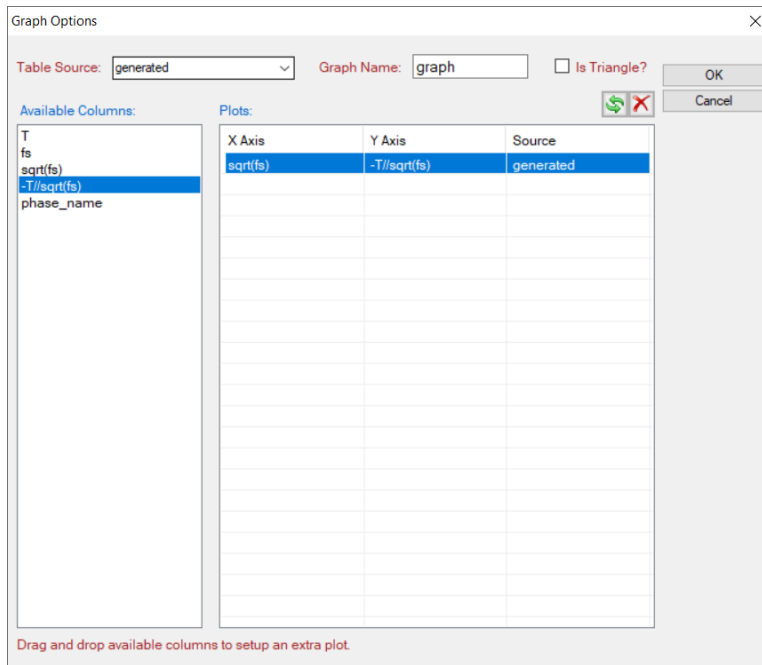 Graph Options
Table Source: generated Graph Name: graph Is Triangle? OK
Cancel
Available Columns: Plots:
T
fs
sqrt(fs)
-T//sqrt(fs)
phase_name
X Axis Y Axis Source
sqrt(fs) -T//sqrt(fs) generated
Drag and drop available columns to setup an extra plot.